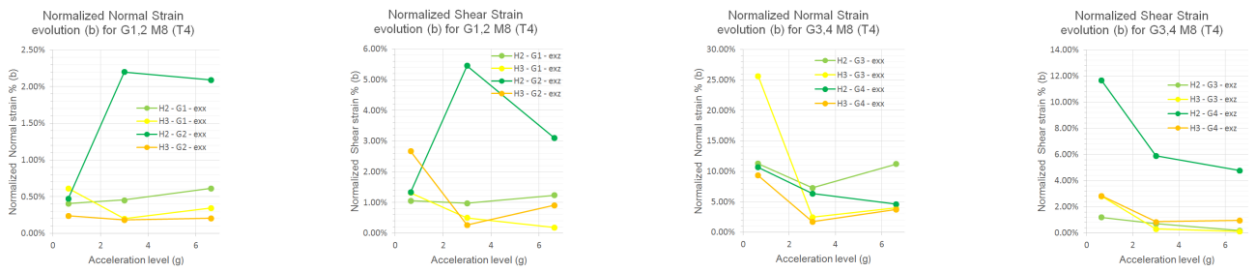 Normalized Normal Strain
evolution (b) for G1,2 M8 (T4)
Normalized Normal strain % (b)
2.50%
2.00%
1.50%
1.00%
0.50%
0.00%
H2 - G1 - exx
H3 - G1 - exx
H2 - G2 - exx
H3 - G2 - exx
0
2
4
6
Acceleration level (g)
Normalized Shear Strain
evolution (b) for G1,2 M8 (T4)
Normalized Shear strain % (b)
6.00%
5.00%
4.00%
3.00%
2.00%
1.00%
0.00%
H2 - G1 - exz
H3 - G1 - exz
H2 - G2 - exz
H3 - G2 - exz
0
2
4
6
Acceleration level (g)
Normalized Normal Strain
evolution (b) for G3,4 M8 (T4)
Normalized Normal strain % (b)
30.00%
25.00%
20.00%
15.00%
10.00%
5.00%
0.00%
H2 - G3 - exx
H3 - G3 - exx
H2 - G4 - exx
H3 - G4 - exx
0
2
4
6
Acceleration level (g)
Normalized Shear Strain
evolution (b) for G3,4 M8 (T4)
Normalized Shear strain % (b)
14.00%
12.00%
10.00%
8.00%
6.00%
4.00%
2.00%
0.00%
H2 - G3 - exz
H3 - G3 - exz
H2 - G4 - exz
H3 - G4 - exz
0
2
4
6
Acceleration level (g)